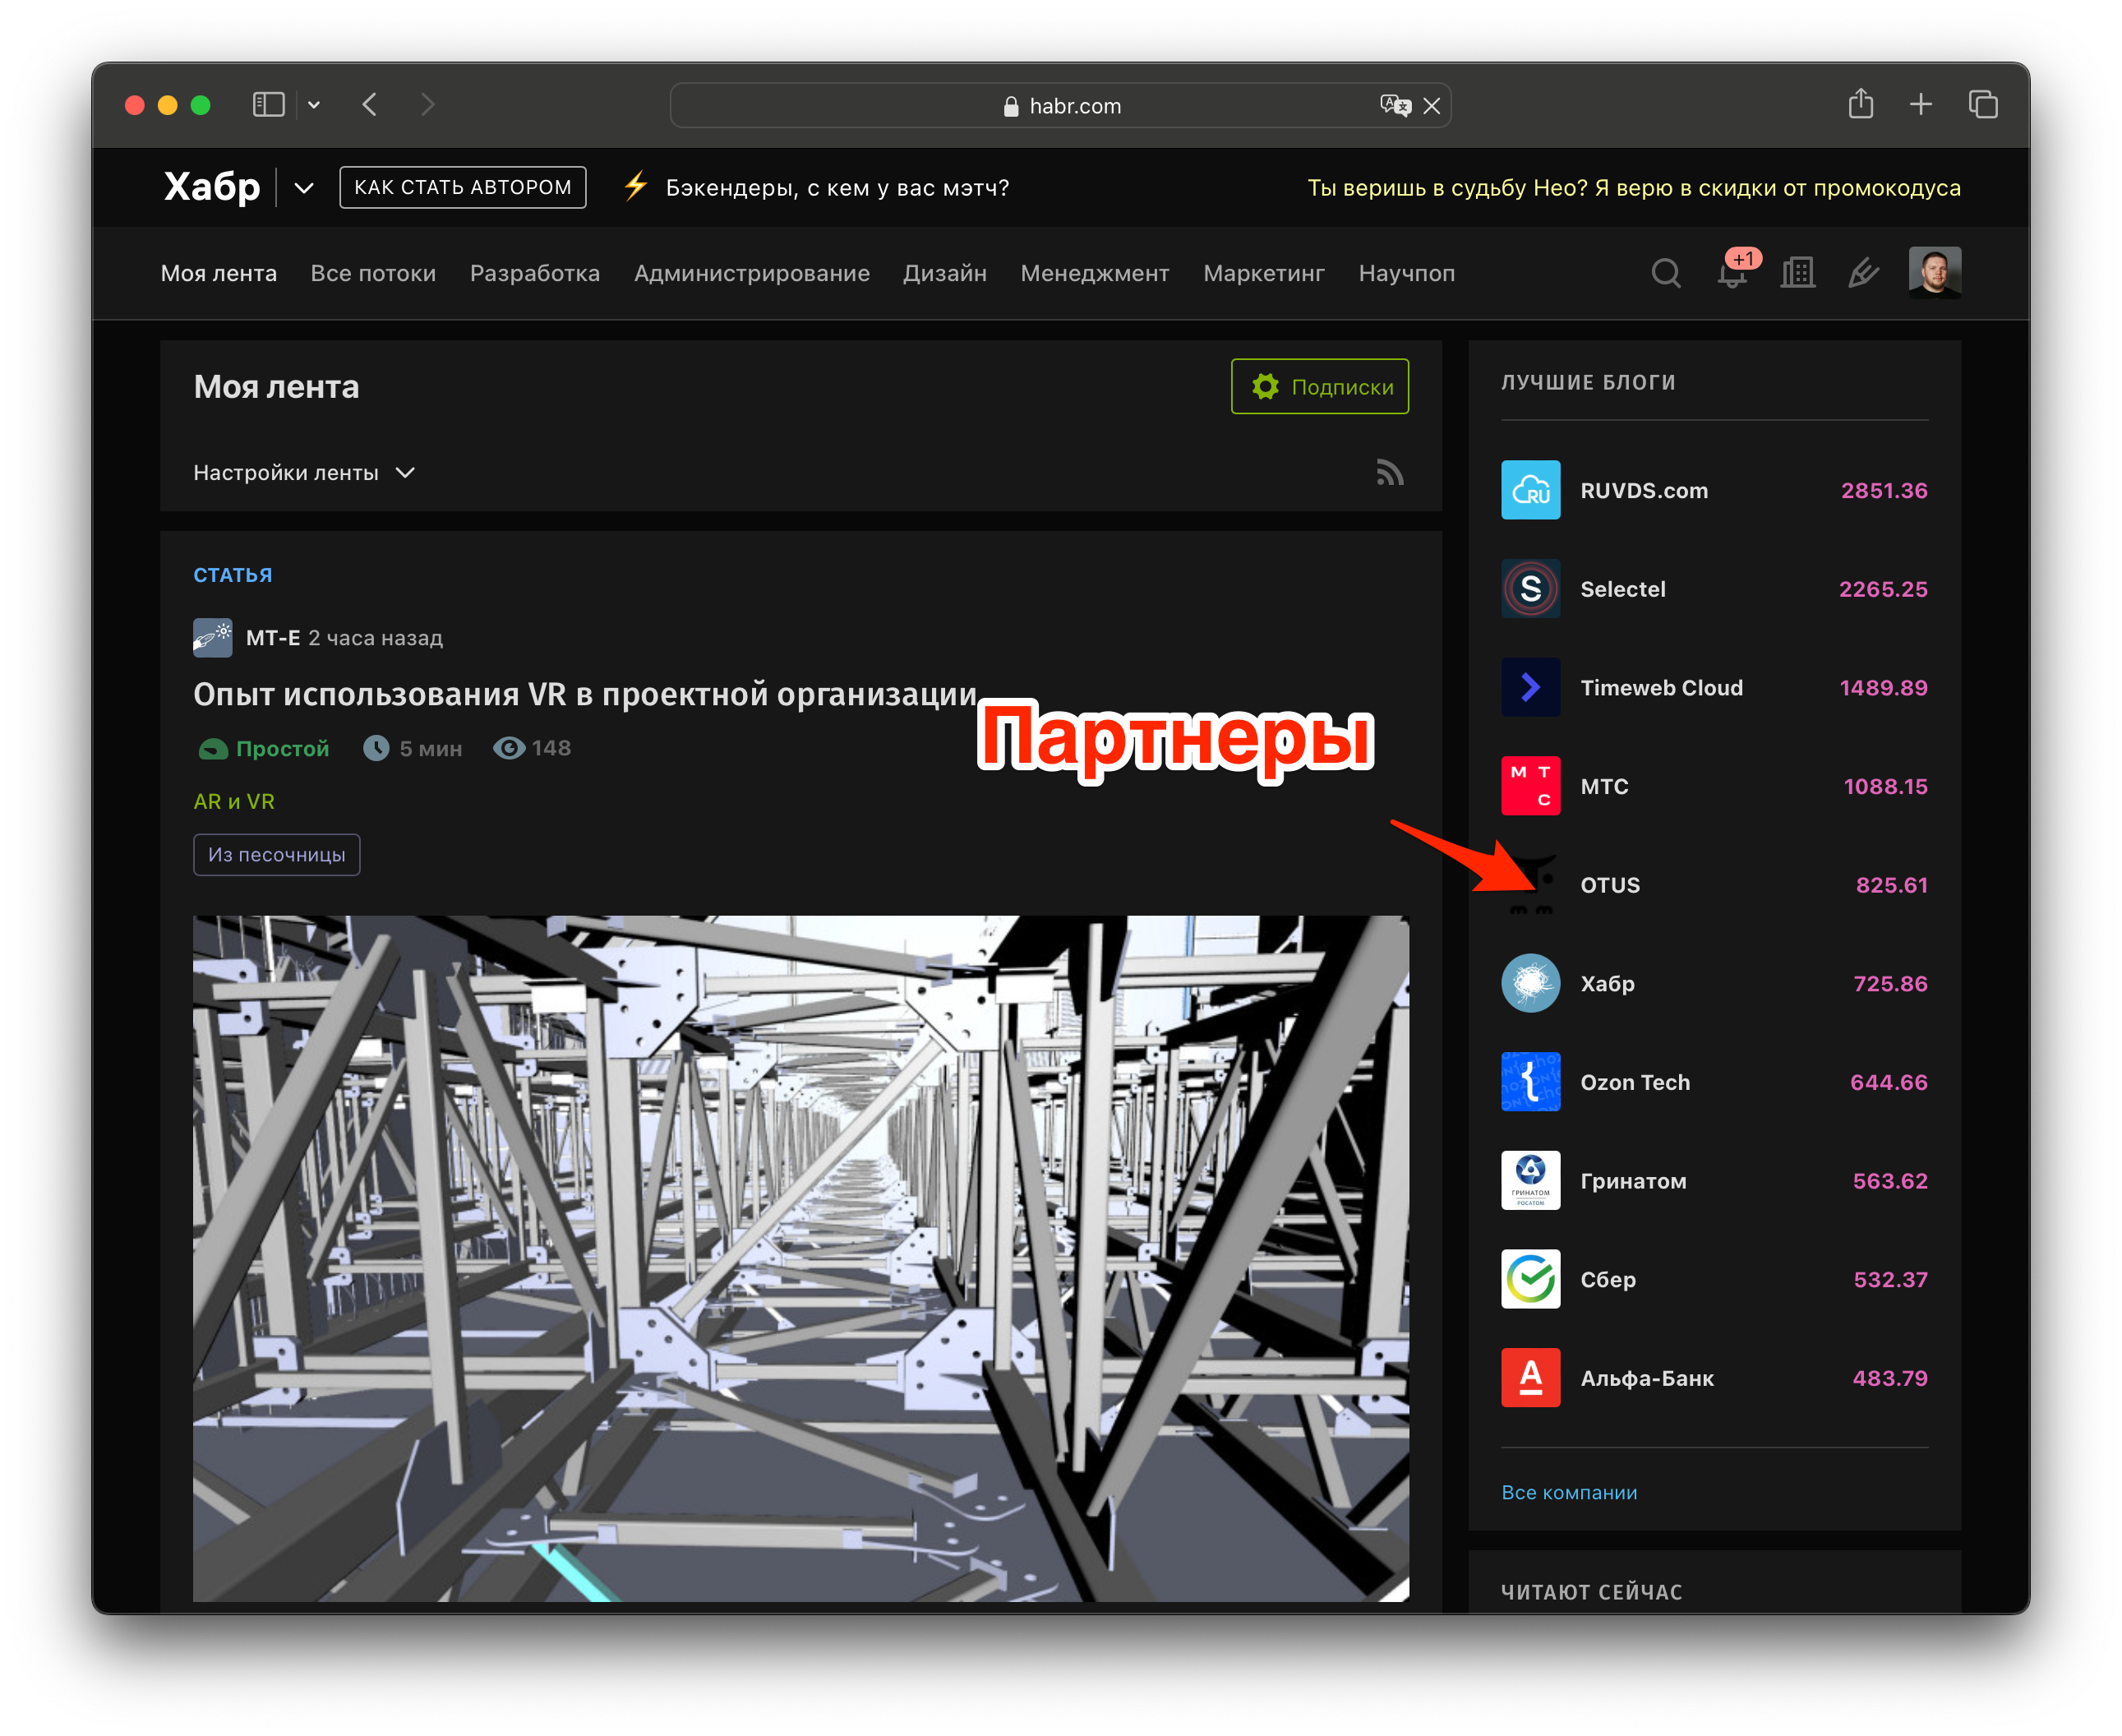 habr.com
Хабр
КАК СТАТЬ АВТОРОМ
⚡ Бэкендеры, с кем у вас мэтч?
Ты веришь в судьбу Нео? Я верю в скидки от промокодуса
Моя лента
Все потоки
Разработка
Администрирование
Дизайн
Менеджмент
Маркетинг
Научпоп
+1
Моя лента
Подписки
Настройки ленты
СТАТЬЯ
MT-E 2 часа назад
Опыт использования VR в проектной организации
Простой
5 мин
148
AR и VR
Из песочницы
Партнеры
ЛУЧШИЕ БЛОГИ
RU
RUVDS.com 2851.36
S
Selectel 2265.25
Timeweb Cloud 1489.89
М Т С
МТС 1088.15
OTUS 825.61
Хабр 725.86
Ozon Tech 644.66
ГРИНАТОМ
РОСАТОМ
Гринатом 563.62
Сбер 532.37
А
Альфа-Банк 483.79
Все компании
ЧИТАЮТ СЕЙЧАС